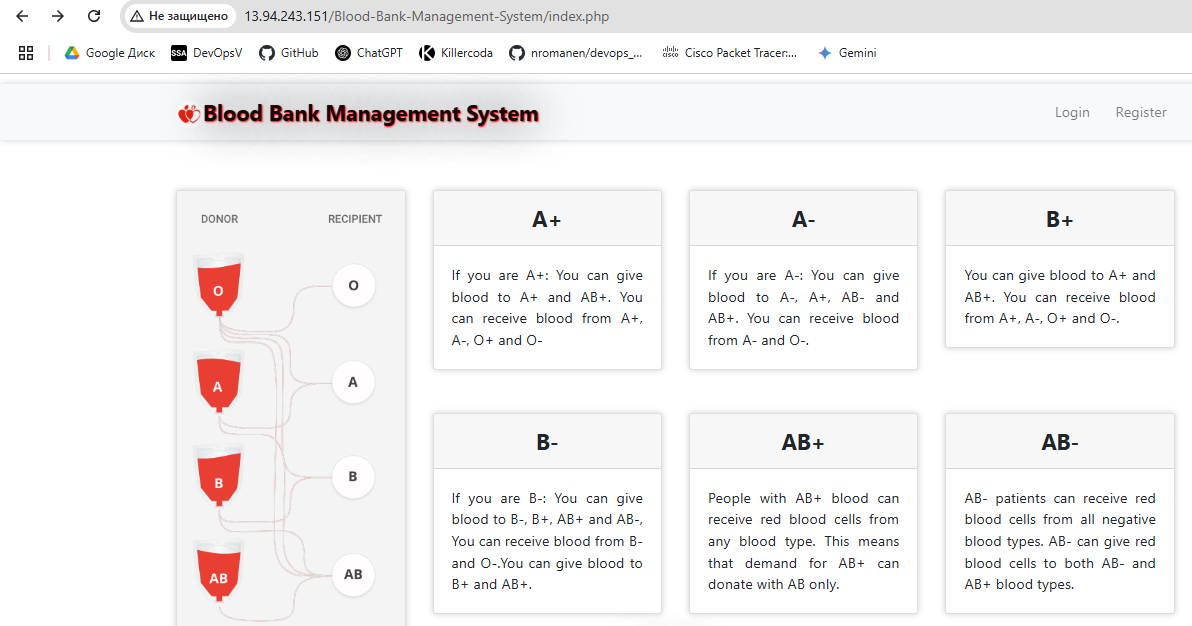 Не защищено
13.94.243.151/Blood-Bank-Management-System/index.php
Google Диск
SSA
DevOpsV
GitHub
ChatGPT
Killercoda
nromanen/devops_...
cisco
Cisco Packet Tracer:...
Gemini
Blood Bank Management System
Login
Register
DONOR
RECIPIENT
O
O
A
A
B
B
AB
AB
A+
If you are A+: You can give
blood to A+ and AB+. You
can receive blood from A+,
A-, O+ and O-
A-
If you are A-: You can give
blood to A-, A+, AB- and
AB+. You can receive blood
from A- and O-.
B+
You can give blood to A+ and
AB+. You can receive blood
from A+, A-, O+ and O-.
B-
If you are B-: You can give
blood to B-, B+, AB+ and AB-,
You can receive blood from B-
and O-.You can give blood to
B+ and AB+.
AB+
People with AB+ blood can
receive red blood cells from
any blood type. This means
that demand for AB+ can
donate with AB only.
AB-
AB- patients can receive red
blood cells from all negative
blood types. AB- can give red
blood cells to both AB- and
AB+ blood types.